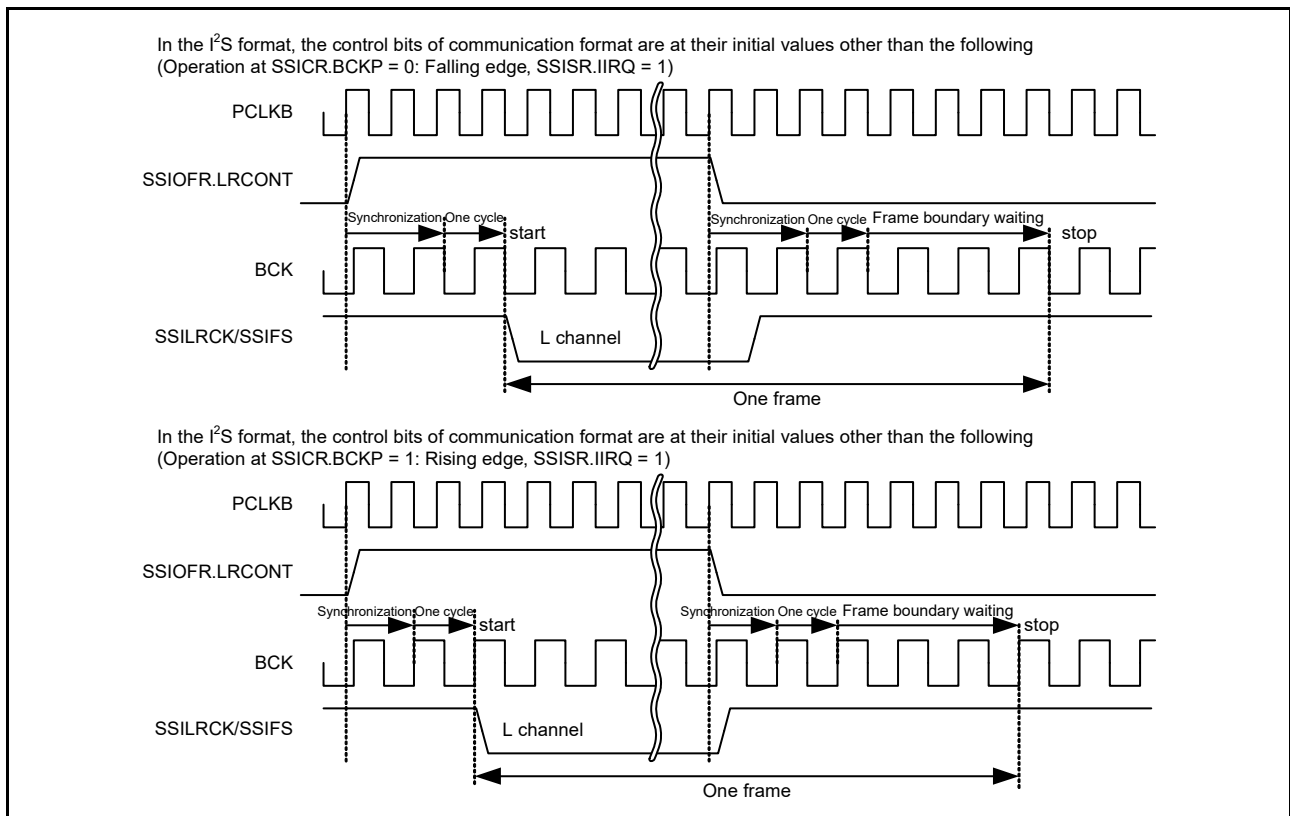 In the I2S format, the control bits of communication format are at their initial values other than the following
(Operation at SSICR.BCKP = 0: Falling edge, SSISR.IIRQ = 1)
PCLKB
SSIOFR.LRCONT
Synchronization One cycle Synchronization One cycle Frame boundary waiting
start stop
BCK
SSILRCK/SSIFS L channel
One frame
In the I2S format, the control bits of communication format are at their initial values other than the following
(Operation at SSICR.BCKP = 1: Rising edge, SSISR.IIRQ = 1)
PCLKB
SSIOFR.LRCONT
Synchronization One cycle Synchronization One cycle Frame boundary waiting
start stop
BCK
SSILRCK/SSIFS L channel
One frame